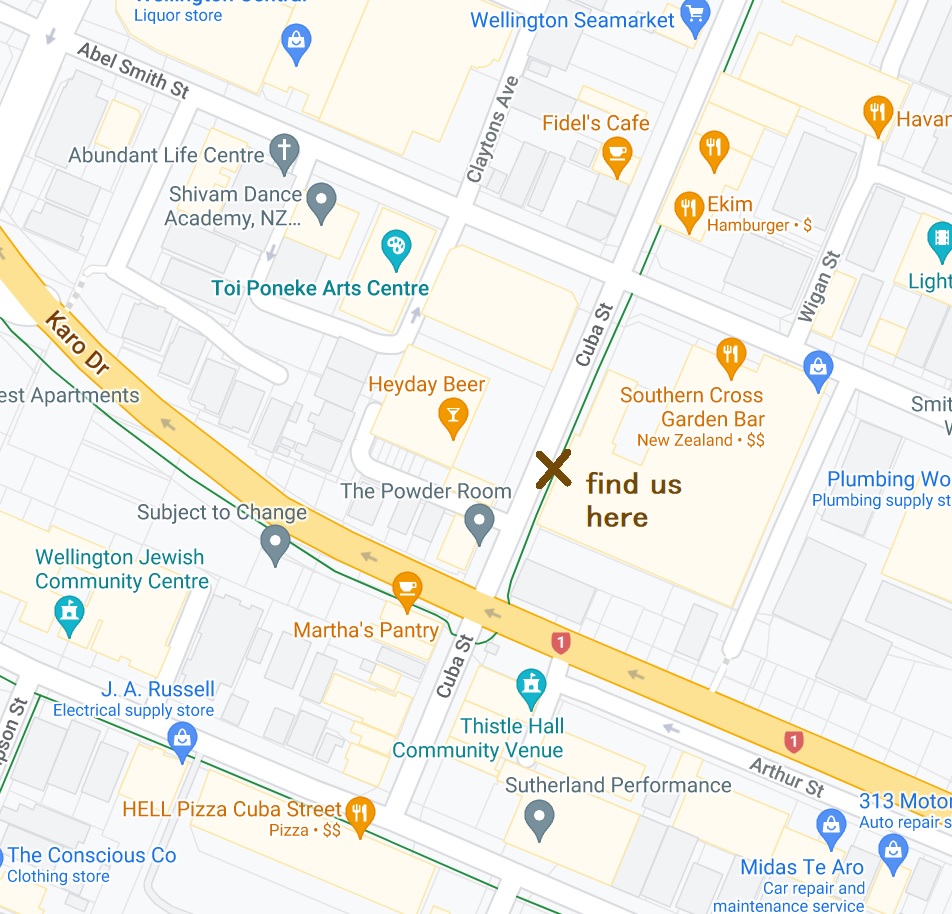 Wellington Central
Liquor store
Wellington Seamarket
Abel Smith St
Claytons Ave
Fidel's Cafe
Havan
Abundant Life Centre
Shivam Dance
Academy, NZ...
Ekim
Hamburger • $
Toi Poneke Arts Centre
Light
Wigan St
Karo Dr
Cuba St
est Apartments
Heyday Beer
Southern Cross
Garden Bar
New Zealand • $$
Smit
W
find us
here
The Powder Room
Plumbing Wo
Plumbing supply st
Subject to Change
Wellington Jewish
Community Centre
Martha's Pantry
1
Cuba St
J. A. Russell
Electrical supply store
Thistle Hall
Community Venue
pson St
1
Arthur St
Sutherland Performance
HELL Pizza Cuba Street
Pizza • $$
313 Motor
Auto repair s
The Conscious Co
Clothing store
Midas Te Aro
Car repair and
maintenance service